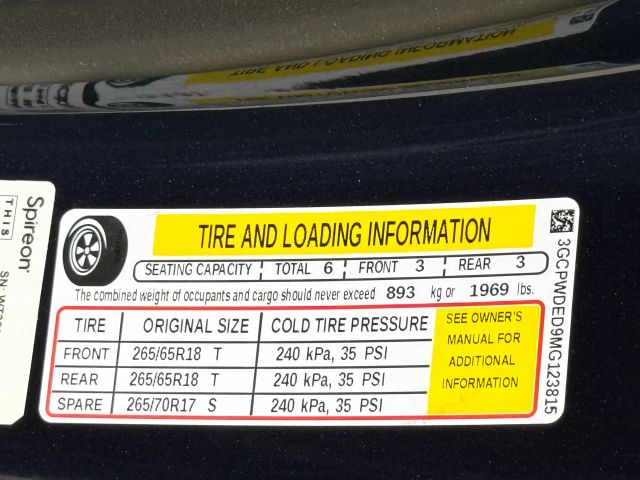 TIRE AND LOADING INFORMATION
SEATING CAPACITY TOTAL 6 FRONT 3 REAR 3
The combined weight of occupants and cargo should never exceed 893 kg or 1969 lbs.
TIRE ORIGINAL SIZE COLD TIRE PRESSURE
FRONT 265/65R18 T 240 kPa, 35 PSI
REAR 265/65R18 T 240 kPa, 35 PSI
SPARE 265/70R17 S 240 kPa, 35 PSI
SEE OWNER'S
MANUAL FOR
ADDITIONAL
INFORMATION
3GCPWDED9MG123815
Spireon
THIS